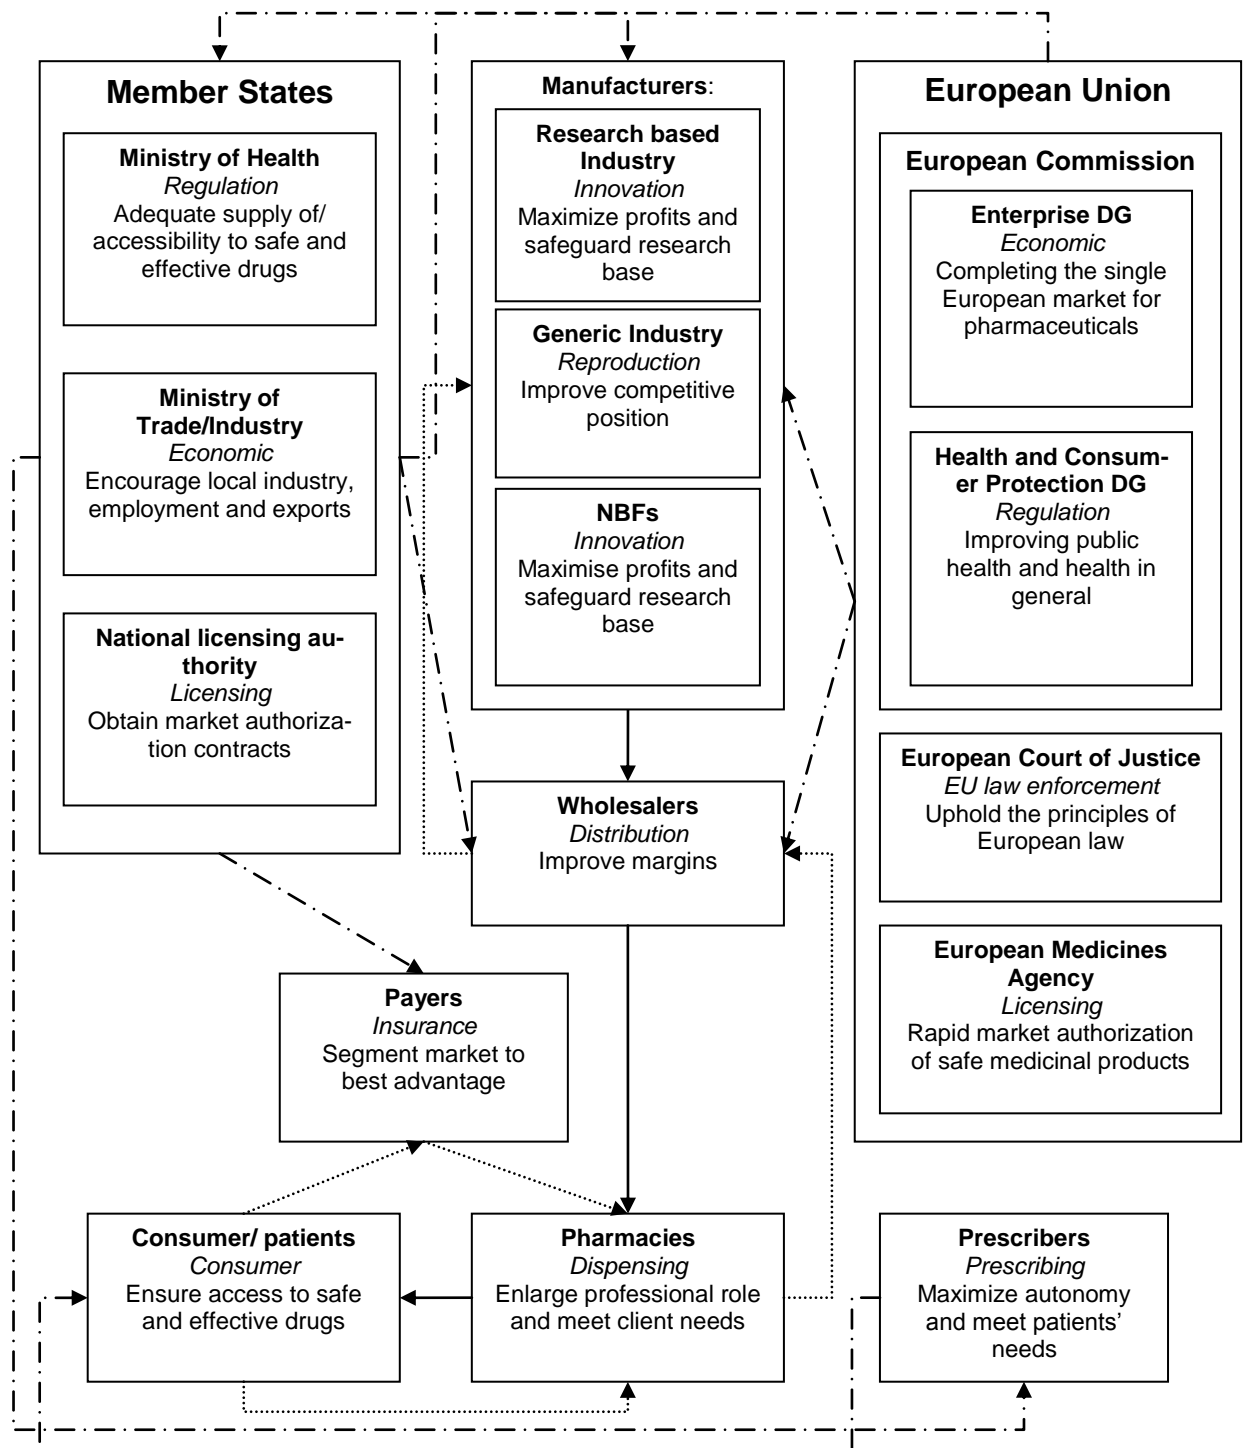 Member States
Ministry of Health
Regulation
Adequate supply of/
accessibility to safe and
effective drugs
Ministry of
Trade/Industry
Economic
Encourage local industry,
employment and exports
National licensing au-
thority
Licensing
Obtain market authoriza-
tion contracts
Manufacturers:
Research based
Industry
Innovation
Maximize profits and
safeguard research
base
Generic Industry
Reproduction
Improve competitive
position
NBFs
Innovation
Maximise profits and
safeguard research
base
European Union
European Commission
Enterprise DG
Economic
Completing the single
European market for
pharmaceuticals
Health and Consum-
er Protection DG
Regulation
Improving public
health and health in
general
European Court of Justice
EU law enforcement
Uphold the principles of
European law
European Medicines
Agency
Licensing
Rapid market authorization
of safe medicinal products
Wholesalers
Distribution
Improve margins
Payers
Insurance
Segment market to
best advantage
Consumer/ patients
Consumer
Ensure access to safe
and effective drugs
Pharmacies
Dispensing
Enlarge professional role
and meet client needs
Prescribers
Prescribing
Maximize autonomy
and meet patients’
needs